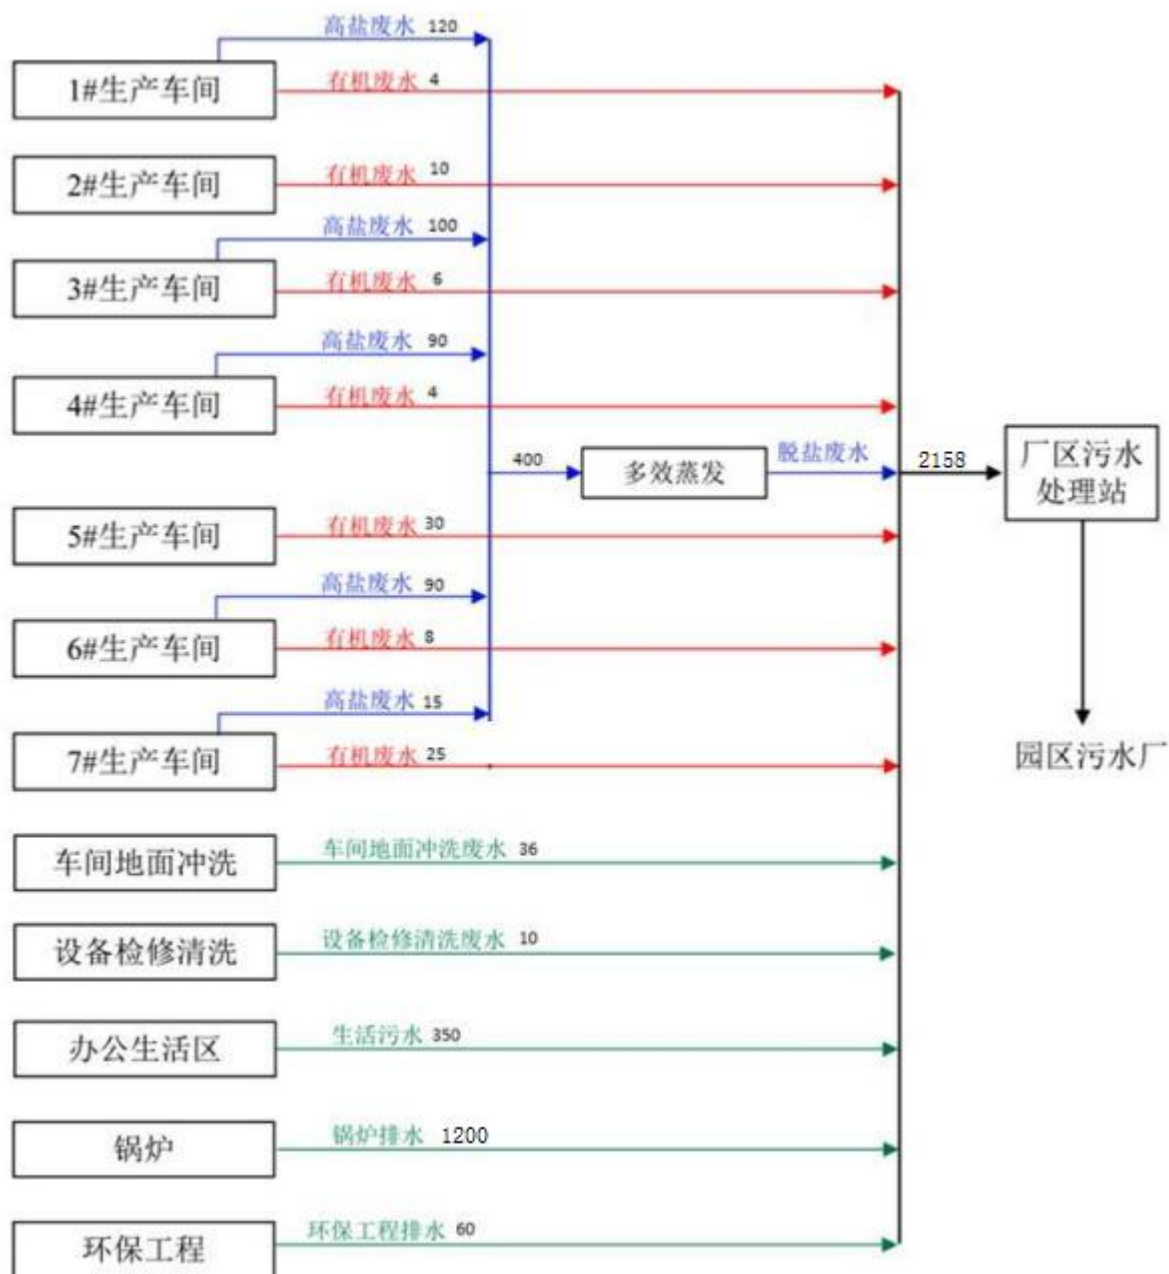 高盐废水 120
1#生产车间
有机废水 4
2#生产车间
有机废水 10
高盐废水 100
3#生产车间
有机废水 6
高盐废水 90
4#生产车间
有机废水 4
400
多效蒸发
脱盐废水
2158
厂区污水
处理站
5#生产车间
有机废水 30
高盐废水 90
6#生产车间
有机废水 8
高盐废水 15
7#生产车间
有机废水 25
园区污水厂
车间地面冲洗
车间地面冲洗废水 36
设备检修清洗
设备检修清洗废水 10
办公生活区
生活污水 350
锅炉
锅炉排水 1200
环保工程
环保工程排水 60